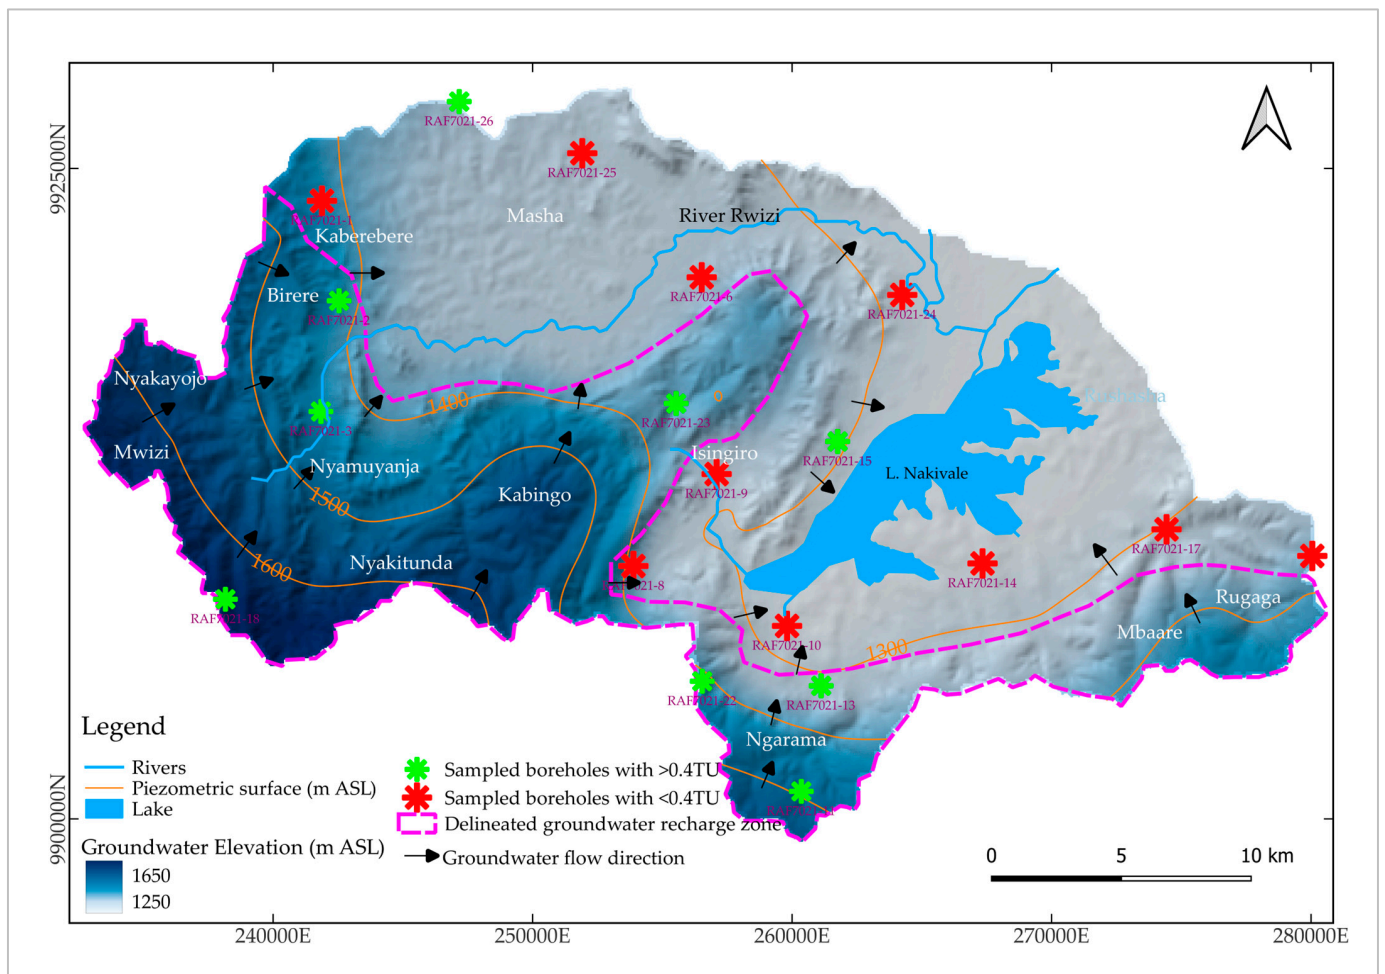 RAF7021-26
9925000N
RAF7021-25
RAF7021-1
Masha
River Rwizi
Kaberebere
Birere
RAF7021-6
RAF7021-24
RAF7021-2
Nyakayojo
1400
RAF7021-23
RAF7021-3
Mwizi
Nyamuyanja
Isingiro
RAF7021-15
L. Nakivale
1500
Kabingo
RAF7021-9
RAF7021-17
1600
Nyakitunda
RAF7021-14
Rugaga
RAF7021-18
RAF7021-10
1300
Mbaare
RAF7021-22
RAF7021-13
Ngarama
Legend
Rivers
Piezometric surface (m ASL)
Lake
Groundwater Elevation (m ASL)
1650
1250
Sampled boreholes with >0.4TU
Sampled boreholes with <0.4TU
Delineated groundwater recharge zone
Groundwater flow direction
9900000N
0 5 10 km
240000E 250000E 260000E 270000E 280000E